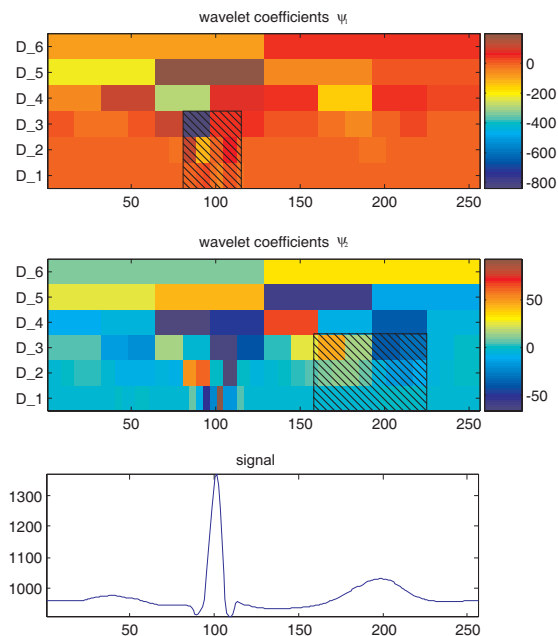 wavelet coefficients ψ₁
D_6
D_5
D_4
D_3
D_2
D_1
50 100 150 200 250
0
-200
-400
-600
-800
wavelet coefficients ψ₂
D_6
D_5
D_4
D_3
D_2
D_1
50 100 150 200 250
50
0
-50
signal
1300
1200
1100
1000
50 100 150 200 250